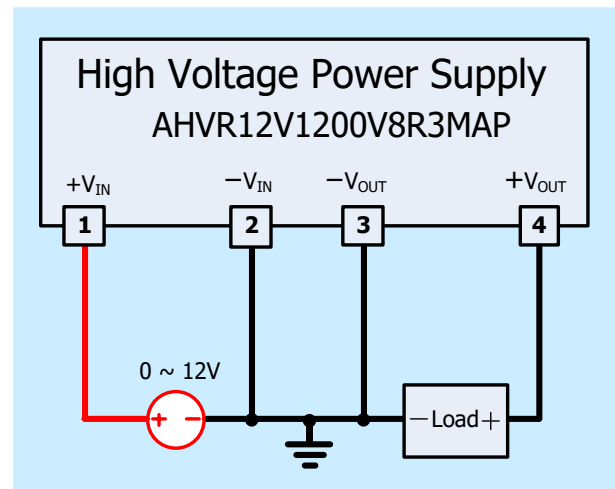 High Voltage Power Supply
AHVR12V1200V8R3MAP
+VIN −VIN −VOUT +VOUT
1 2 3 4
0 ~ 12V
+ − − Load +